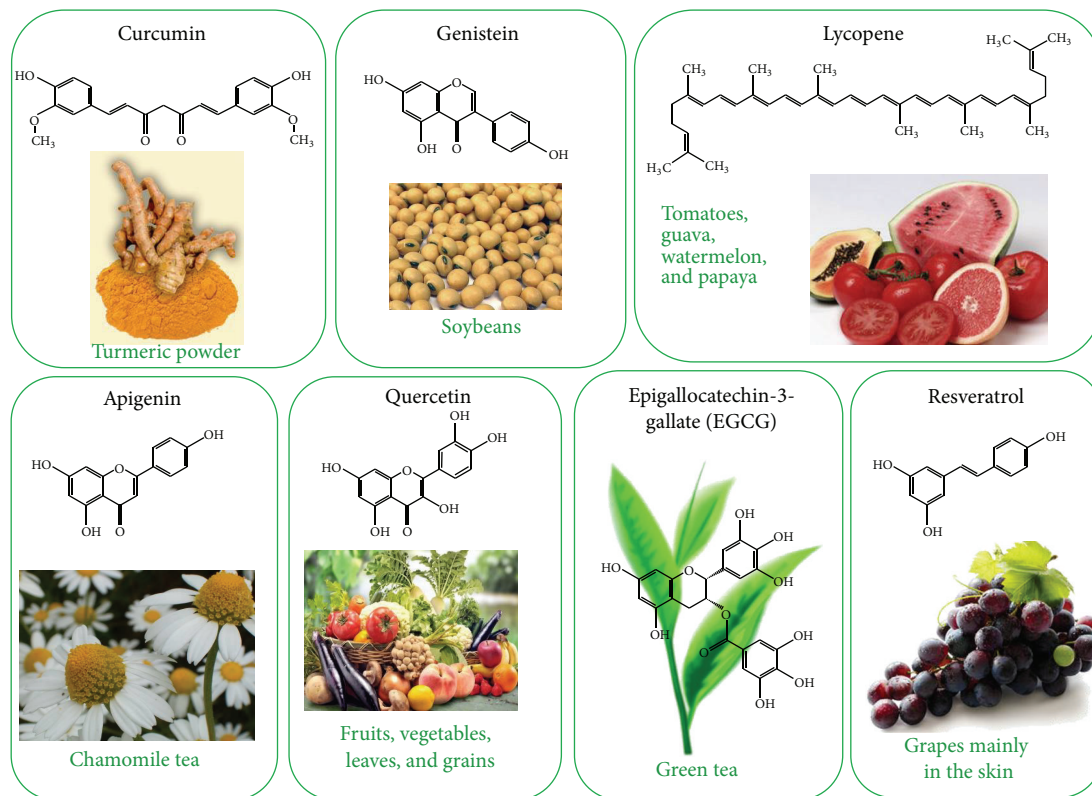 Curcumin
HO
OH
O
CH₃
O
O
O
H₃C
Turmeric powder
Genistein
HO
O
OH
O
OH
Soybeans
Lycopene
H₃C
CH₃
CH₃
CH₃
CH₃
H₃C
CH₃
CH₃
CH₃
CH₃
Tomatoes,
guava,
watermelon,
and papaya
Apigenin
OH
HO
O
OH
O
Chamomile tea
Quercetin
OH
OH
HO
O
OH
OH
O
Fruits, vegetables,
leaves, and grains
Epigallocatechin-3-
gallate (EGCG)
OH
OH
HO
O
OH
O
OH
O
OH
OH
OH
Green tea
Resveratrol
OH
HO
OH
Grapes mainly
in the skin